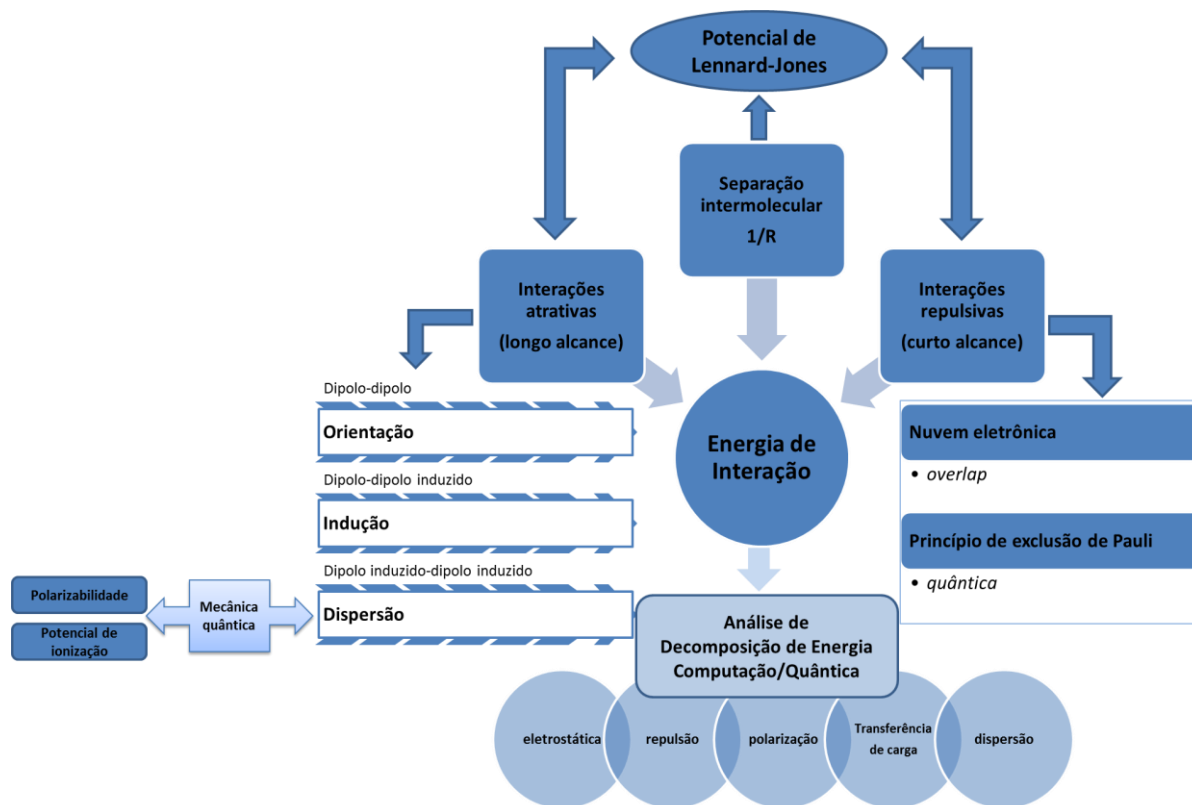 Potencial de
Lennard-Jones
Separação
intermolecular
1/R
Interações
atrativas
(longo alcance)
Interações
repulsivas
(curto alcance)
Dipolo-dipolo
Orientação
Dipolo-dipolo induzido
Indução
Dipolo induzido-dipolo induzido
Dispersão
Mecânica
quântica
Polarizabilidade
Potencial de
ionização
Energia de
Interação
Nuvem eletrônica
• overlap
Princípio de exclusão de Pauli
• quântica
Análise de
Decomposição de Energia
Computação/Quântica
eletrostática
repulsão
polarização
Transferência
de carga
dispersão